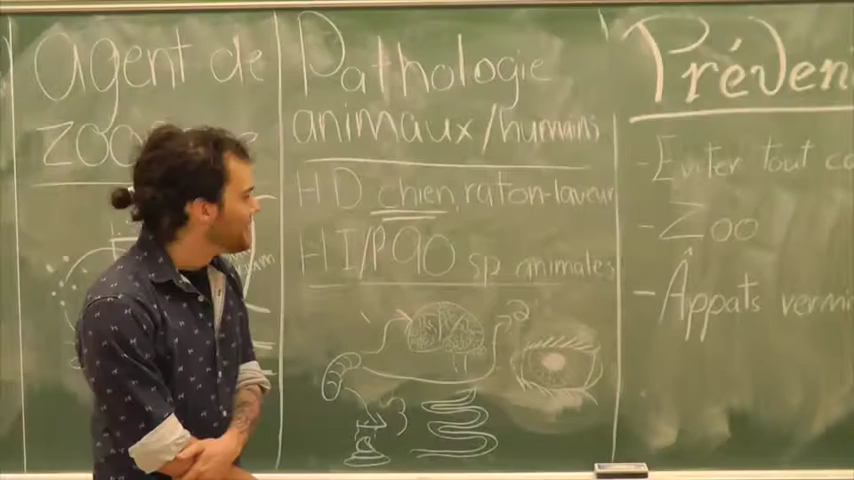 Agent de
Pathologie
animaux/humains
HD chien, raton-laveur
HI/PAO 90 sp animales
Préven
- Eviter tout co
- Zoo
- Appats vermi